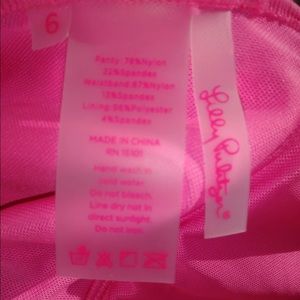 6
Panty: 78%Nylon
22%Spandex
Waistband:87%Nylon
13%Spandex
Lining:96%Polyester
4%Spandex
MADE IN CHINA
RN 15101
Hand wash in
cold water.
Do not bleach.
Line dry not in
direct sunlight.
Do not iron.
Lilly Pulitzer®